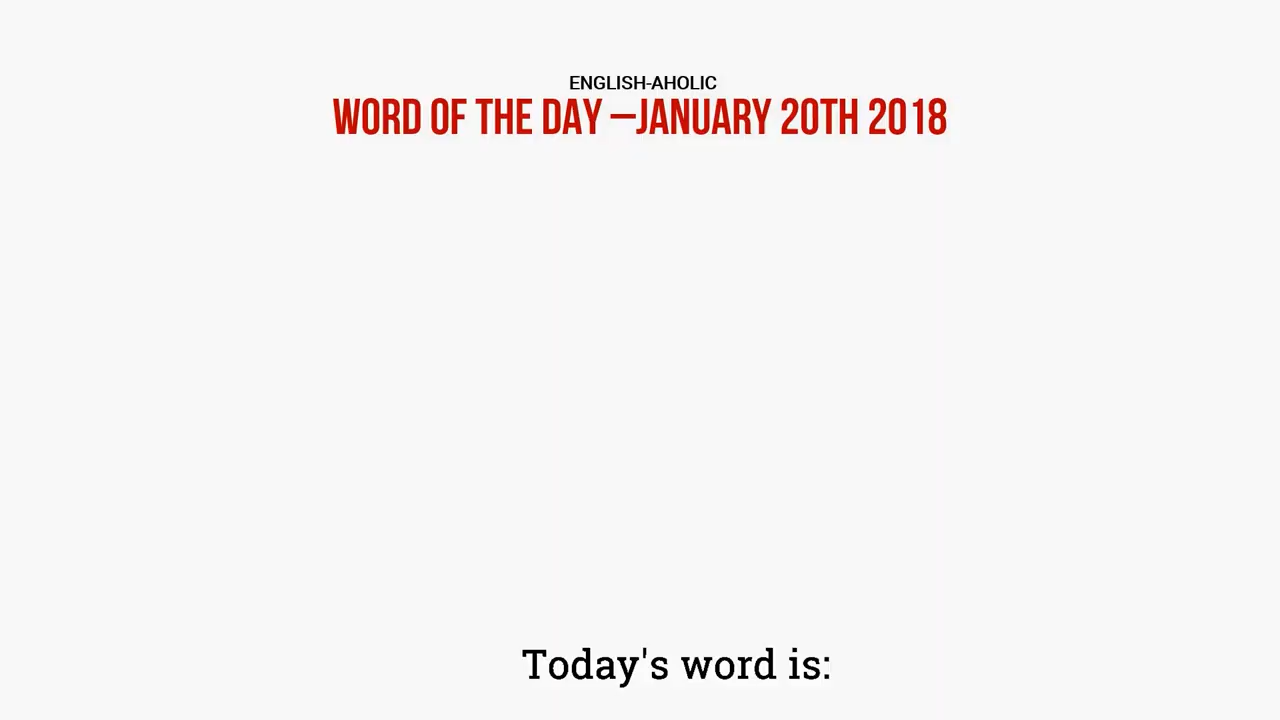 ENGLISH-AHOLIC
WORD OF THE DAY —JANUARY 20TH 2018
Today's word is: